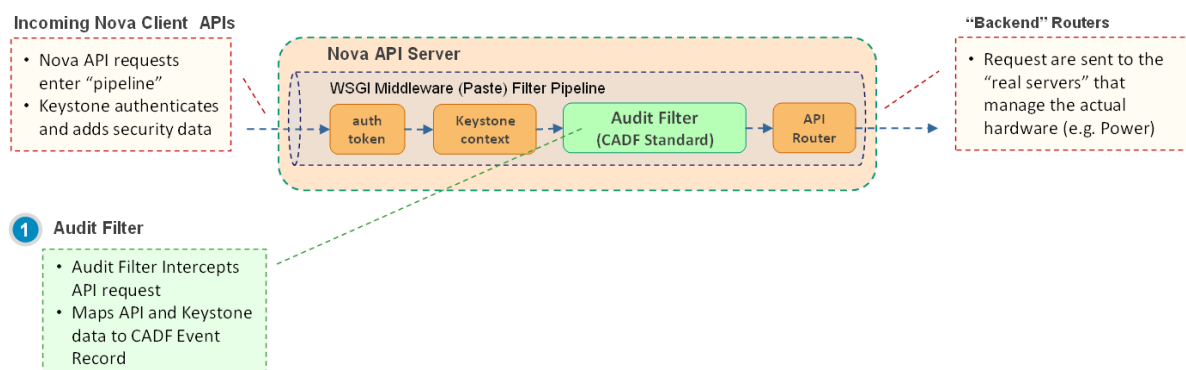 Incoming Nova Client APIs
• Nova API requests
enter “pipeline”
• Keystone authenticates
and adds security data
Nova API Server
WSGI Middleware (Paste) Filter Pipeline
auth
token
Keystone
context
Audit Filter
(CADF Standard)
API
Router
“Backend” Routers
• Request are sent to the
“real servers” that
manage the actual
hardware (e.g. Power)
1 Audit Filter
• Audit Filter Intercepts
API request
• Maps API and Keystone
data to CADF Event
Record